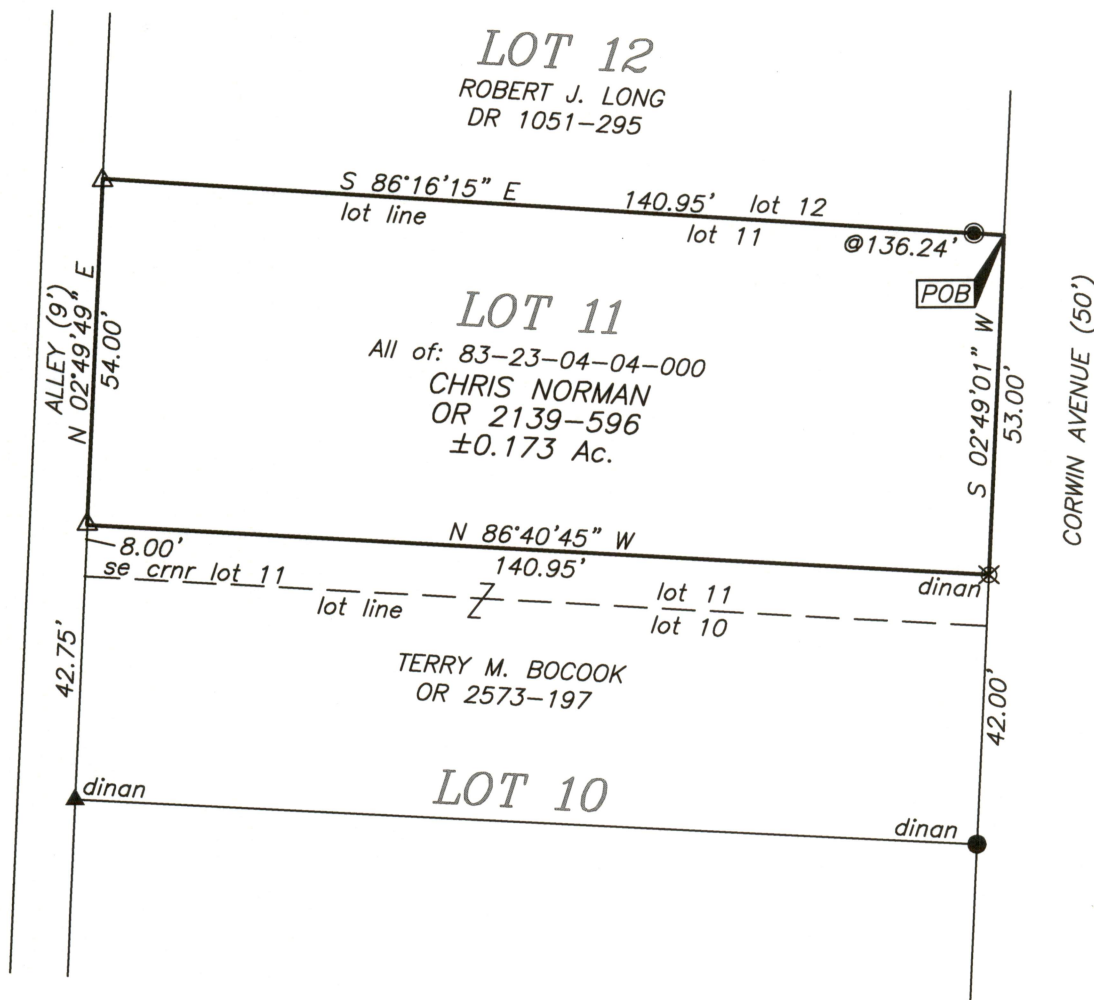 LOT 12
ROBERT J. LONG
DR 1051-295
S 86°16'15" E
140.95'
lot 12
lot line
lot 11
@136.24'
POB
ALLEY (9')
N 02°49'49" E
54.00'
LOT 11
All of: 83-23-04-04-000
CHRIS NORMAN
OR 2139-596
±0.173 Ac.
S 02°49'01" W
53.00'
CORWIN AVENUE (50')
N 86°40'45" W
140.95'
8.00'
se crnr lot 11
dinan
lot line
lot 11
lot 10
TERRY M. BOCOOK
OR 2573-197
42.75'
42.00'
dinan
LOT 10
dinan